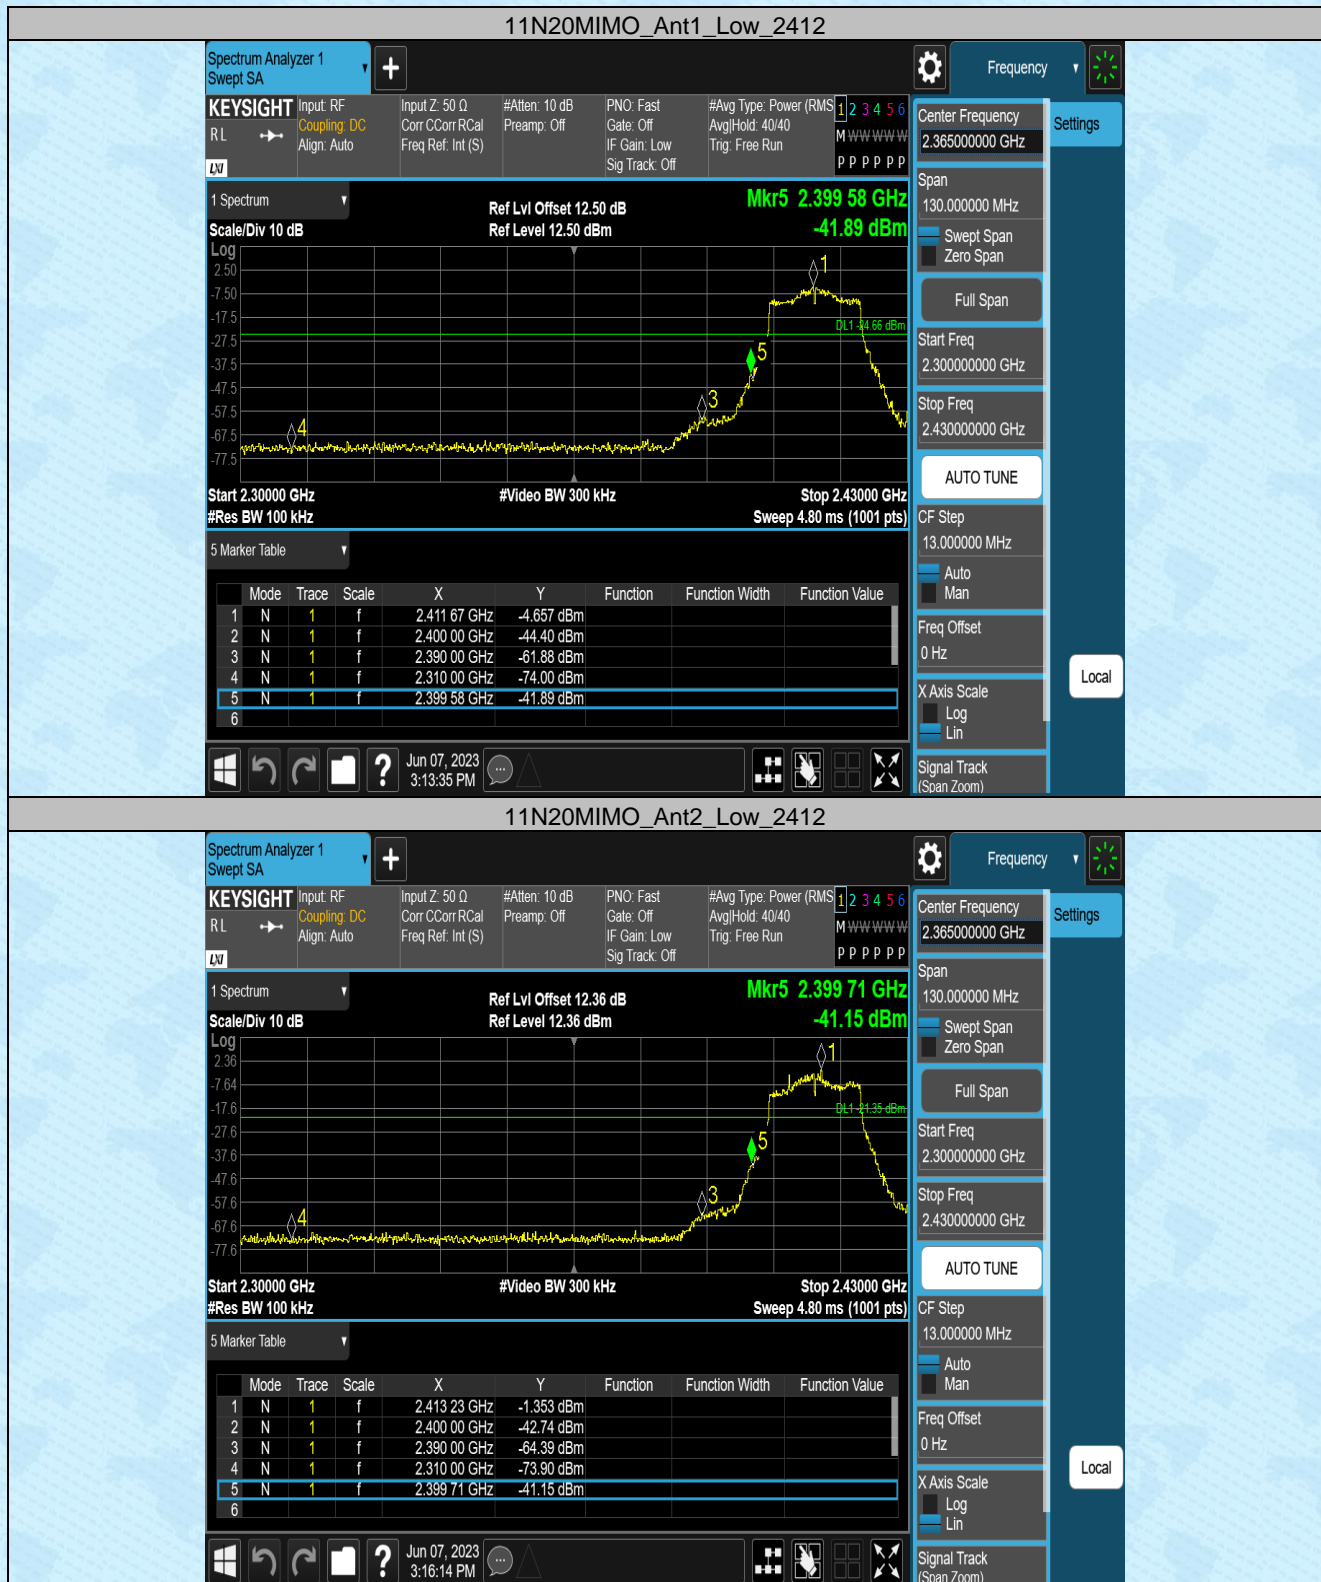 11N20MIMO_Ant1_Low_2412
Spectrum Analyzer 1
Swept SA
Frequency
KEYSIGHT
RL
LXI
Input: RF
Coupling: DC
Align: Auto
Input Z: 50 Ω
Corr CCorr RCal
Freq Ref: Int (S)
#Atten: 10 dB
Preamp: Off
PNO: Fast
Gate: Off
IF Gain: Low
Sig Track: Off
#Avg Type: Power (RMS
Avg|Hold: 40/40
Trig: Free Run
1 2 3 4 5 6
M W W W W W
P P P P P P
1 Spectrum
Scale/Div 10 dB
Ref Lvl Offset 12.50 dB
Ref Level 12.50 dBm
Mkr5 2.399 58 GHz
-41.89 dBm
Log
2.50
-7.50
-17.5
-27.5
-37.5
-47.5
-57.5
-67.5
-77.5
1
DL1 -24.66 dBm
5
3
4
Start 2.30000 GHz
#Video BW 300 kHz
Stop 2.43000 GHz
#Res BW 100 kHz
Sweep 4.80 ms (1001 pts)
5 Marker Table
Mode Trace Scale X Y Function Function Width Function Value
1 N 1 f 2.411 67 GHz -4.657 dBm
2 N 1 f 2.400 00 GHz -44.40 dBm
3 N 1 f 2.390 00 GHz -61.88 dBm
4 N 1 f 2.310 00 GHz -74.00 dBm
5 N 1 f 2.399 58 GHz -41.89 dBm
6
Jun 07, 2023
3:13:35 PM
Center Frequency
2.365000000 GHz
Settings
Span
130.000000 MHz
Swept Span
Zero Span
Full Span
Start Freq
2.300000000 GHz
Stop Freq
2.430000000 GHz
AUTO TUNE
CF Step
13.000000 MHz
Auto
Man
Freq Offset
0 Hz
Local
X Axis Scale
Log
Lin
Signal Track
(Span Zoom)
11N20MIMO_Ant2_Low_2412
Spectrum Analyzer 1
Swept SA
Frequency
KEYSIGHT
RL
LXI
Input: RF
Coupling: DC
Align: Auto
Input Z: 50 Ω
Corr CCorr RCal
Freq Ref: Int (S)
#Atten: 10 dB
Preamp: Off
PNO: Fast
Gate: Off
IF Gain: Low
Sig Track: Off
#Avg Type: Power (RMS
Avg|Hold: 40/40
Trig: Free Run
1 2 3 4 5 6
M W W W W W
P P P P P P
1 Spectrum
Scale/Div 10 dB
Ref Lvl Offset 12.36 dB
Ref Level 12.36 dBm
Mkr5 2.399 71 GHz
-41.15 dBm
Log
2.36
-7.64
-17.6
-27.6
-37.6
-47.6
-57.6
-67.6
-77.6
1
DL1 -21.35 dBm
5
3
4
Start 2.30000 GHz
#Video BW 300 kHz
Stop 2.43000 GHz
#Res BW 100 kHz
Sweep 4.80 ms (1001 pts)
5 Marker Table
Mode Trace Scale X Y Function Function Width Function Value
1 N 1 f 2.413 23 GHz -1.353 dBm
2 N 1 f 2.400 00 GHz -42.74 dBm
3 N 1 f 2.390 00 GHz -64.39 dBm
4 N 1 f 2.310 00 GHz -73.90 dBm
5 N 1 f 2.399 71 GHz -41.15 dBm
6
Jun 07, 2023
3:16:14 PM
Center Frequency
2.365000000 GHz
Settings
Span
130.000000 MHz
Swept Span
Zero Span
Full Span
Start Freq
2.300000000 GHz
Stop Freq
2.430000000 GHz
AUTO TUNE
CF Step
13.000000 MHz
Auto
Man
Freq Offset
0 Hz
Local
X Axis Scale
Log
Lin
Signal Track
(Span Zoom)